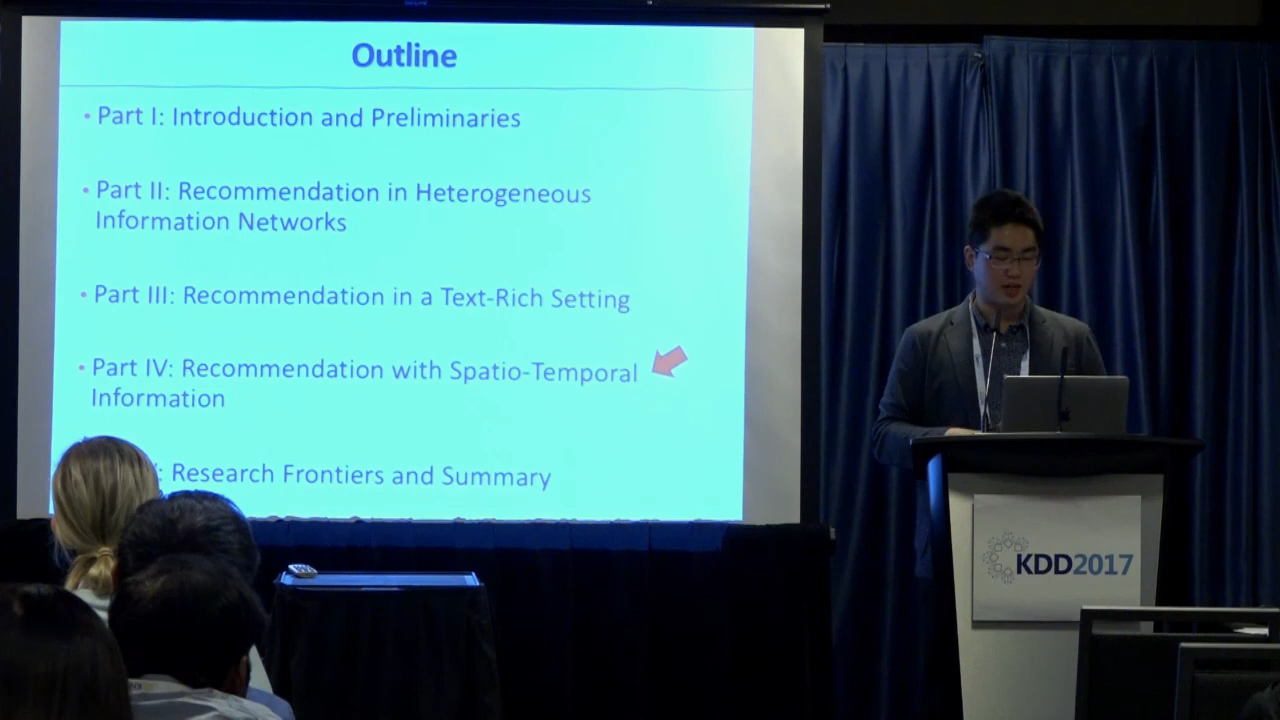 Outline
• Part I: Introduction and Preliminaries
• Part II: Recommendation in Heterogeneous
Information Networks
• Part III: Recommendation in a Text-Rich Setting
• Part IV: Recommendation with Spatio-Temporal
Information
: Research Frontiers and Summary
KDD2017